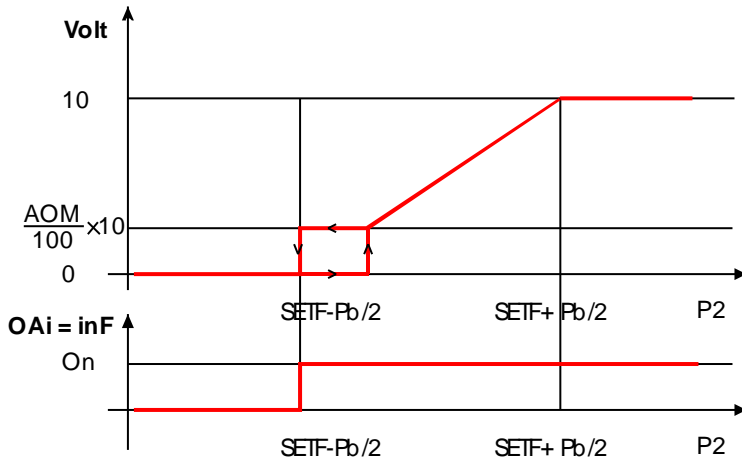 Volt
10
AOM
100 ×10
0
SETF-Pb/2 SETF+ Pb/2 P2
OAi = inF
On
SETF-Pb/2 SETF+ Pb/2 P2